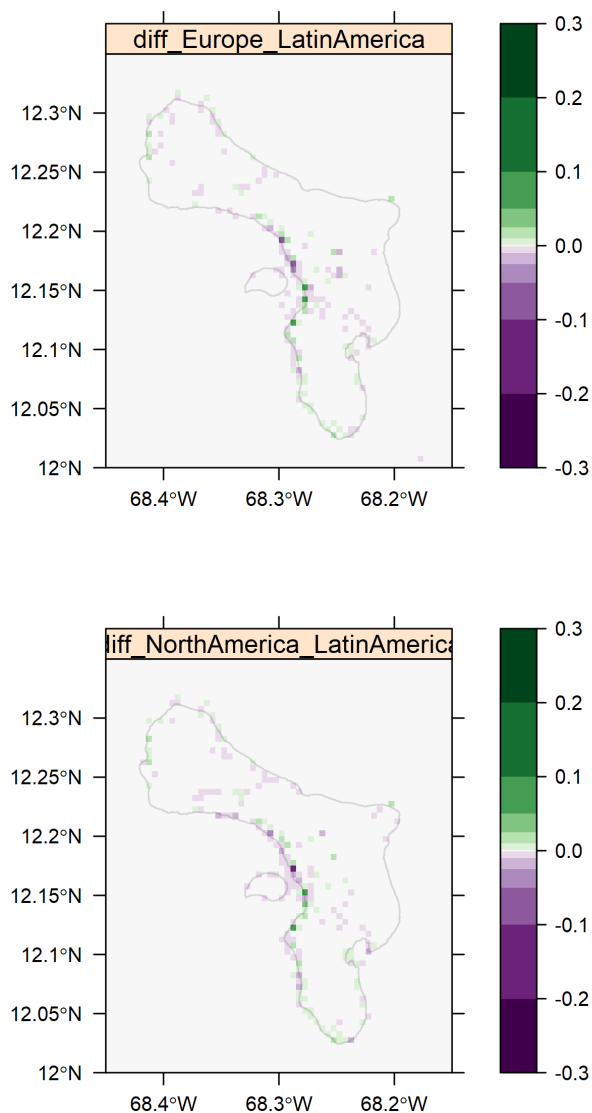 diff_Europe_LatinAmerica
12.3°N
12.25°N
12.2°N
12.15°N
12.1°N
12.05°N
12°N
68.4°W 68.3°W 68.2°W
0.3
0.2
0.1
0.0
-0.1
-0.2
-0.3
diff_NorthAmerica_LatinAmerica
12.3°N
12.25°N
12.2°N
12.15°N
12.1°N
12.05°N
12°N
68.4°W 68.3°W 68.2°W
0.3
0.2
0.1
0.0
-0.1
-0.2
-0.3